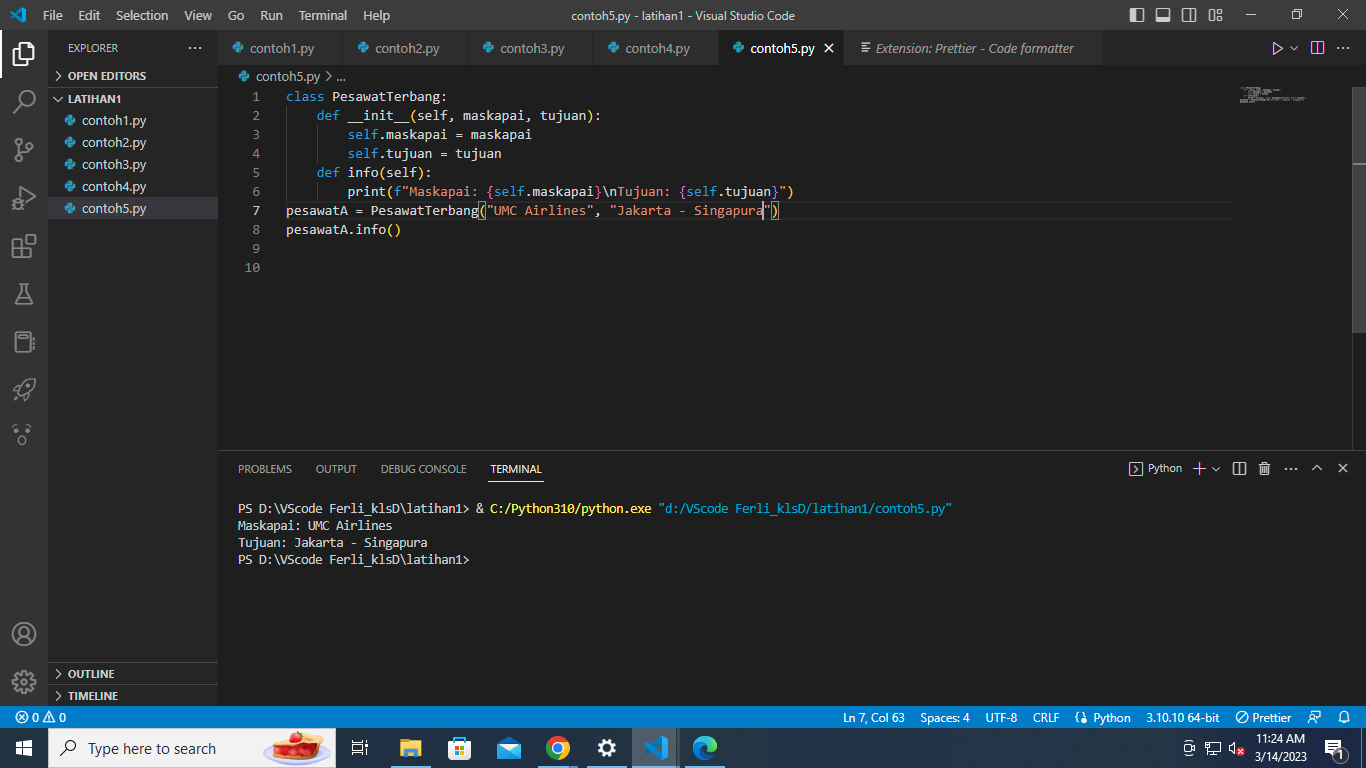 File Edit Selection View Go Run Terminal Help
contoh5.py - latihan1 - Visual Studio Code
EXPLORER
OPEN EDITORS
LATIHAN1
contoh1.py
contoh2.py
contoh3.py
contoh4.py
contoh5.py
OUTLINE
TIMELINE
contoh1.py contoh2.py contoh3.py contoh4.py contoh5.py Extension: Prettier - Code formatter
contoh5.py > ...
1 class PesawatTerbang:
2     def __init__(self, maskapai, tujuan):
3         self.maskapai = maskapai
4         self.tujuan = tujuan
5     def info(self):
6         print(f"Maskapai: {self.maskapai}\nTujuan: {self.tujuan}")
7 pesawatA = PesawatTerbang("UMC Airlines", "Jakarta - Singapura")
8 pesawatA.info()
9
10
PROBLEMS OUTPUT DEBUG CONSOLE TERMINAL
Python
PS D:\VScode Ferli_klsD\latihan1> & C:/Python310/python.exe "d:/VScode Ferli_klsD/latihan1/contoh5.py"
Maskapai: UMC Airlines
Tujuan: Jakarta - Singapura
PS D:\VScode Ferli_klsD\latihan1>
0 0 Ln 7, Col 63 Spaces: 4 UTF-8 CRLF Python 3.10.10 64-bit Prettier
Type here to search
11:24 AM
3/14/2023
1